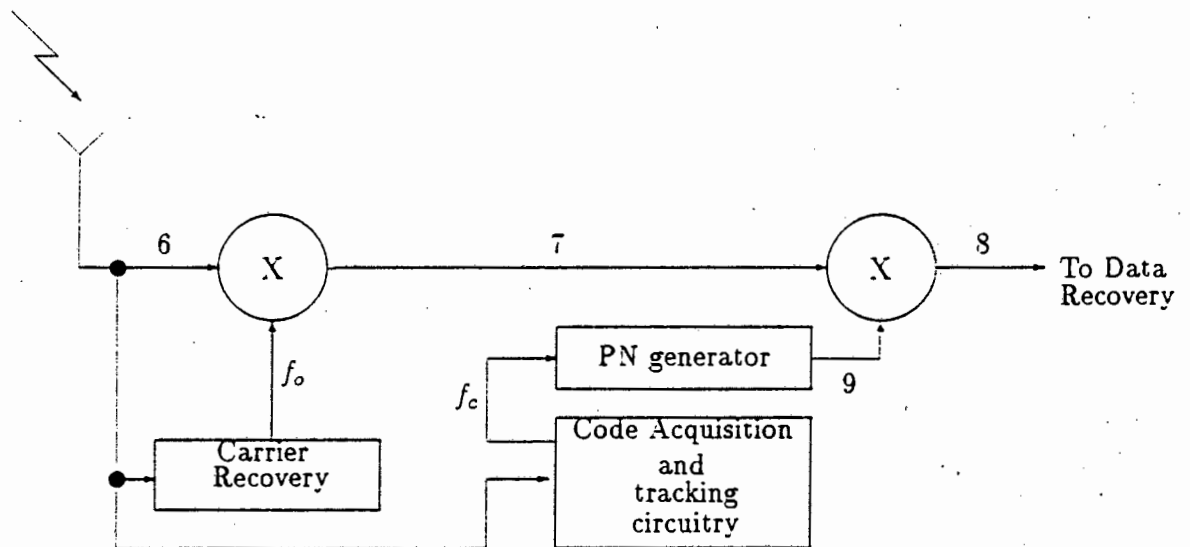 6
X
7
X
8
To Data
Recovery
PN generator
9
f_o
f_c
Carrier
Recovery
Code Acquisition
and
tracking
circuitry